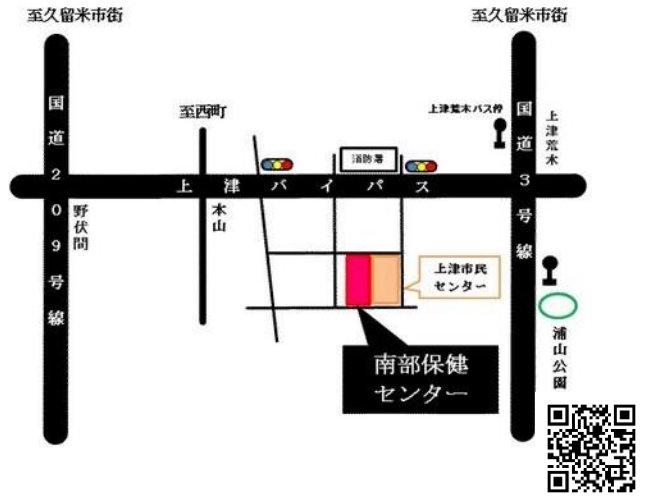 至久留米市街
至久留米市街
国道209号線
至西町
上津荒木バス停
国道3号線
上津荒木
消防署
上津バイパス
野伏間
本山
上津市民
センター
南部保健
センター
浦山公園